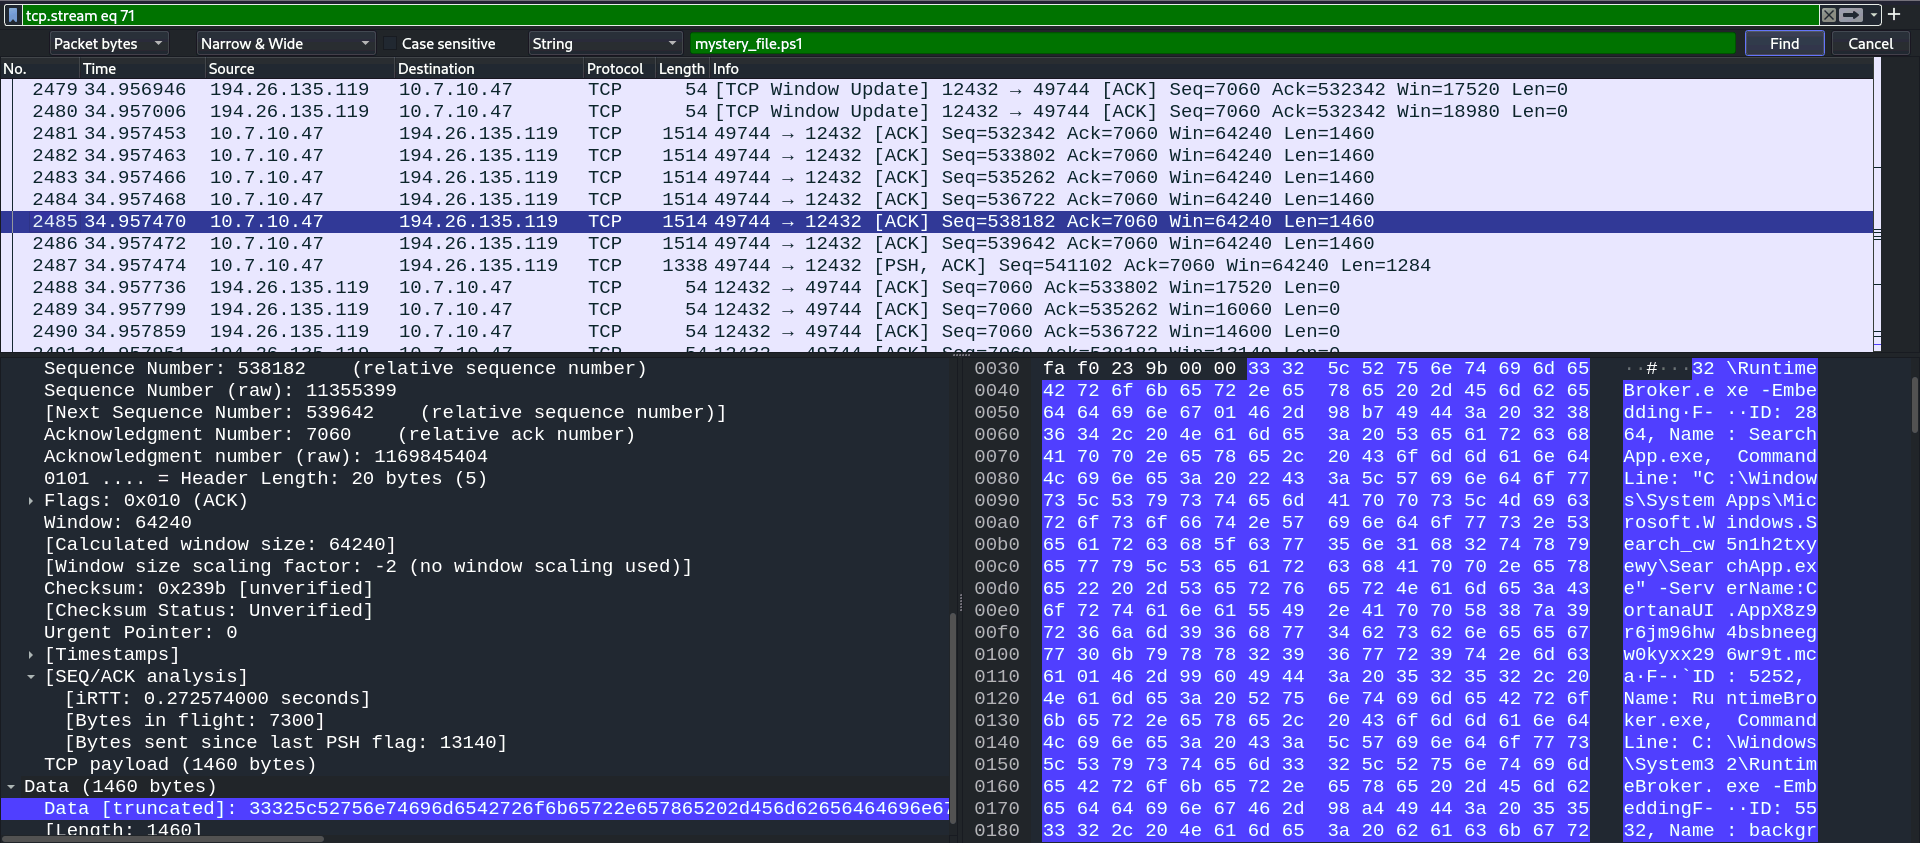 tcp.stream eq 71
Packet bytes Narrow & Wide Case sensitive String mystery_file.ps1 Find Cancel
No. Time Source Destination Protocol Length Info
2479 34.956946 194.26.135.119 10.7.10.47 TCP 54 [TCP Window Update] 12432 → 49744 [ACK] Seq=7060 Ack=532342 Win=17520 Len=0
2480 34.957006 194.26.135.119 10.7.10.47 TCP 54 [TCP Window Update] 12432 → 49744 [ACK] Seq=7060 Ack=532342 Win=18980 Len=0
2481 34.957453 10.7.10.47 194.26.135.119 TCP 1514 49744 → 12432 [ACK] Seq=532342 Ack=7060 Win=64240 Len=1460
2482 34.957463 10.7.10.47 194.26.135.119 TCP 1514 49744 → 12432 [ACK] Seq=533802 Ack=7060 Win=64240 Len=1460
2483 34.957466 10.7.10.47 194.26.135.119 TCP 1514 49744 → 12432 [ACK] Seq=535262 Ack=7060 Win=64240 Len=1460
2484 34.957468 10.7.10.47 194.26.135.119 TCP 1514 49744 → 12432 [ACK] Seq=536722 Ack=7060 Win=64240 Len=1460
2485 34.957470 10.7.10.47 194.26.135.119 TCP 1514 49744 → 12432 [ACK] Seq=538182 Ack=7060 Win=64240 Len=1460
2486 34.957472 10.7.10.47 194.26.135.119 TCP 1514 49744 → 12432 [ACK] Seq=539642 Ack=7060 Win=64240 Len=1460
2487 34.957474 10.7.10.47 194.26.135.119 TCP 1338 49744 → 12432 [PSH, ACK] Seq=541102 Ack=7060 Win=64240 Len=1284
2488 34.957736 194.26.135.119 10.7.10.47 TCP 54 12432 → 49744 [ACK] Seq=7060 Ack=533802 Win=17520 Len=0
2489 34.957799 194.26.135.119 10.7.10.47 TCP 54 12432 → 49744 [ACK] Seq=7060 Ack=535262 Win=16060 Len=0
2490 34.957859 194.26.135.119 10.7.10.47 TCP 54 12432 → 49744 [ACK] Seq=7060 Ack=536722 Win=14600 Len=0
2491 34.957951 194.26.135.119 10.7.10.47 TCP 54 12432 → 49744 [ACK] Seq=7060 Ack=538182 Win=13140 Len=0
Sequence Number: 538182 (relative sequence number)
Sequence Number (raw): 11355399
[Next Sequence Number: 539642 (relative sequence number)]
Acknowledgment Number: 7060 (relative ack number)
Acknowledgment number (raw): 1169845404
0101 .... = Header Length: 20 bytes (5)
Flags: 0x010 (ACK)
Window: 64240
[Calculated window size: 64240]
[Window size scaling factor: -2 (no window scaling used)]
Checksum: 0x239b [unverified]
[Checksum Status: Unverified]
Urgent Pointer: 0
[Timestamps]
[SEQ/ACK analysis]
[iRTT: 0.272574000 seconds]
[Bytes in flight: 7300]
[Bytes sent since last PSH flag: 13140]
TCP payload (1460 bytes)
Data (1460 bytes)
Data [truncated]: 33325c52756e74696d6542726f6b65722e657865202d456d62656464696e67
[Length: 1460]
0030 fa f0 23 9b 00 00 33 32 5c 52 75 6e 74 69 6d 65 ··#···32 \Runtime
0040 42 72 6f 6b 65 72 2e 65 78 65 20 2d 45 6d 62 65 Broker.e xe -Embe
0050 64 64 69 6e 67 01 46 2d 98 b7 49 44 3a 20 32 38 dding·F- ··ID: 28
0060 36 34 2c 20 4e 61 6d 65 3a 20 53 65 61 72 63 68 64, Name : Search
0070 41 70 70 2e 65 78 65 2c 20 43 6f 6d 6d 61 6e 64 App.exe, Command
0080 4c 69 6e 65 3a 20 22 43 3a 5c 57 69 6e 64 6f 77 Line: "C :\Window
0090 73 5c 53 79 73 74 65 6d 41 70 70 73 5c 4d 69 63 s\System Apps\Mic
00a0 72 6f 73 6f 66 74 2e 57 69 6e 64 6f 77 73 2e 53 rosoft.W indows.S
00b0 65 61 72 63 68 5f 63 77 35 6e 31 68 32 74 78 79 earch_cw 5n1h2txy
00c0 65 77 79 5c 53 65 61 72 63 68 41 70 70 2e 65 78 ewy\Sear chApp.ex
00d0 65 22 20 2d 53 65 72 76 65 72 4e 61 6d 65 3a 43 e" -Serv erName:C
00e0 6f 72 74 61 6e 61 55 49 2e 41 70 70 58 38 7a 39 ortanaUI .AppX8z9
00f0 72 36 6a 6d 39 36 68 77 34 62 73 62 6e 65 65 67 r6jm96hw 4bsbneeg
0100 77 30 6b 79 78 78 32 39 36 77 72 39 74 2e 6d 63 w0kyxx29 6wr9t.mc
0110 61 01 46 2d 99 60 49 44 3a 20 35 32 35 32 2c 20 a·F-·`ID : 5252,
0120 4e 61 6d 65 3a 20 52 75 6e 74 69 6d 65 42 72 6f Name: Ru ntimeBro
0130 6b 65 72 2e 65 78 65 2c 20 43 6f 6d 6d 61 6e 64 ker.exe, Command
0140 4c 69 6e 65 3a 20 43 3a 5c 57 69 6e 64 6f 77 73 Line: C: \Windows
0150 5c 53 79 73 74 65 6d 33 32 5c 52 75 6e 74 69 6d \System3 2\Runtim
0160 65 42 72 6f 6b 65 72 2e 65 78 65 20 2d 45 6d 62 eBroker. exe -Emb
0170 65 64 64 69 6e 67 46 2d 98 a4 49 44 3a 20 35 35 eddingF- ··ID: 55
0180 33 32 2c 20 4e 61 6d 65 3a 20 62 61 63 6b 67 72 32, Name : backgr